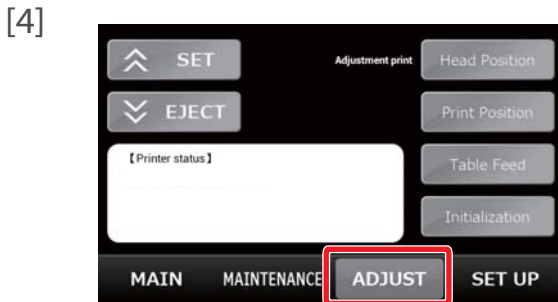 [4]
SET
Adjustment print
Head Position
EJECT
Print Position
【Printer status】
Table Feed
Initialization
MAIN MAINTENANCE ADJUST SET UP